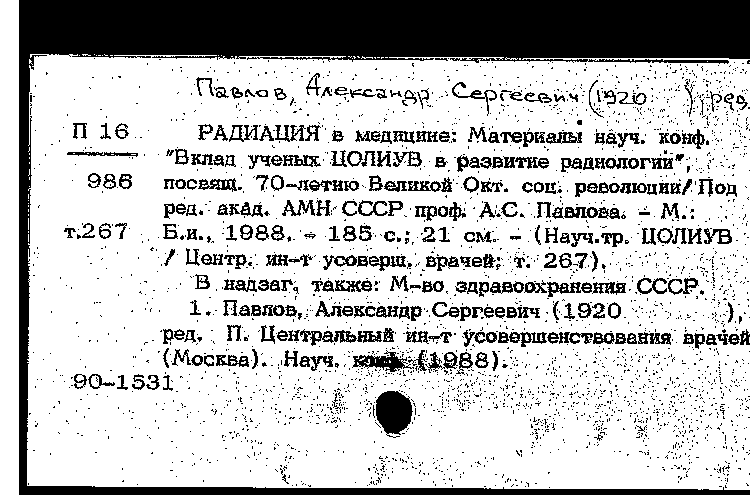 Павлов, Александр Сергеевич (1920 ), ред.
П 16 РАДИАЦИЯ в медицине: Материалы науч. конф.
"Вклад ученых ЦОЛИУВ в развитие радиологии",
986 посвящ. 70-летию Великой Окт. соц. революции/ Под
ред. акад. АМН СССР проф. А.С. Павлова. - М.:
т.267 Б.и., 1988. - 185 с.; 21 см. - (Науч.тр. ЦОЛИУВ
/ Центр. ин-т усоверш. врачей; т. 267).
В надзаг. также: М-во здравоохранения СССР.
1. Павлов, Александр Сергеевич (1920 ),
ред. П. Центральный ин-т усовершенствования врачей
(Москва). Науч. конф. (1988).
90-1531